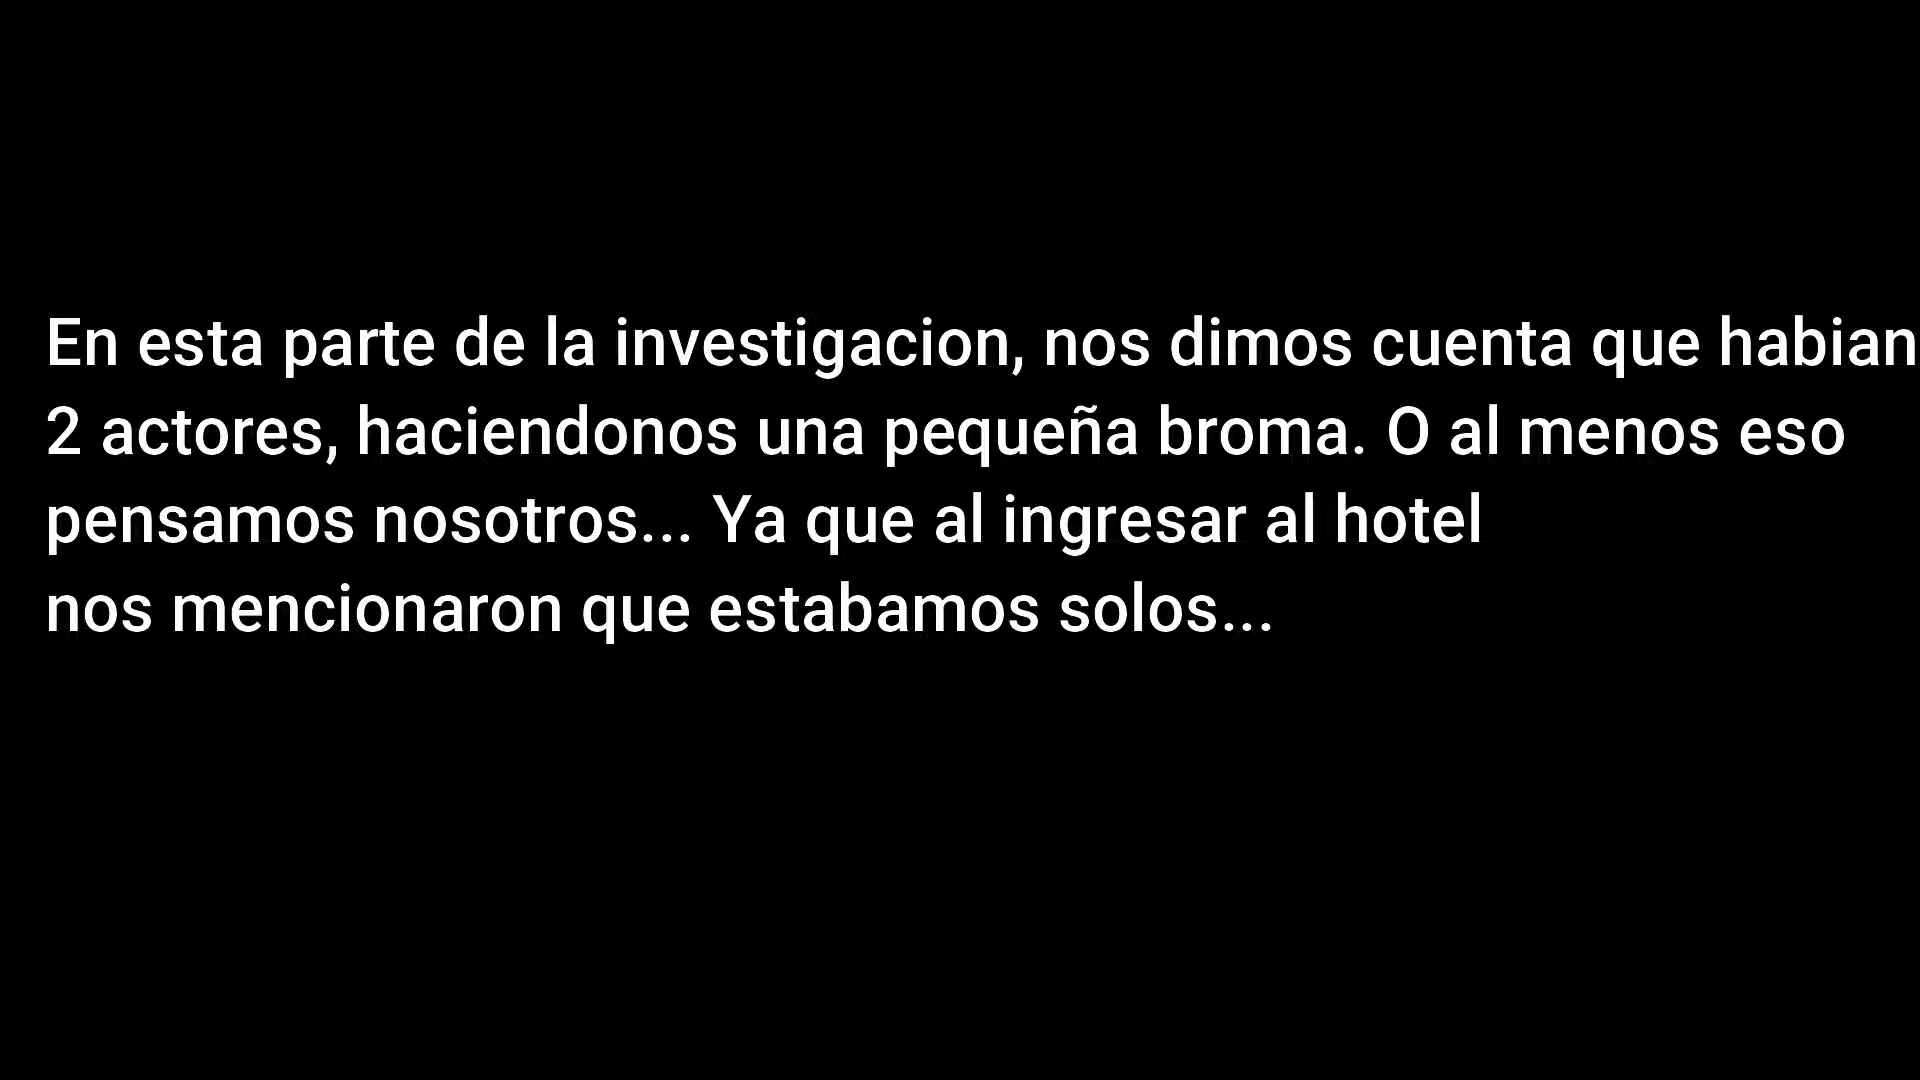 En esta parte de la investigacion, nos dimos cuenta que habian
2 actores, haciendonos una pequeña broma. O al menos eso
pensamos nosotros... Ya que al ingresar al hotel
nos mencionaron que estabamos solos...